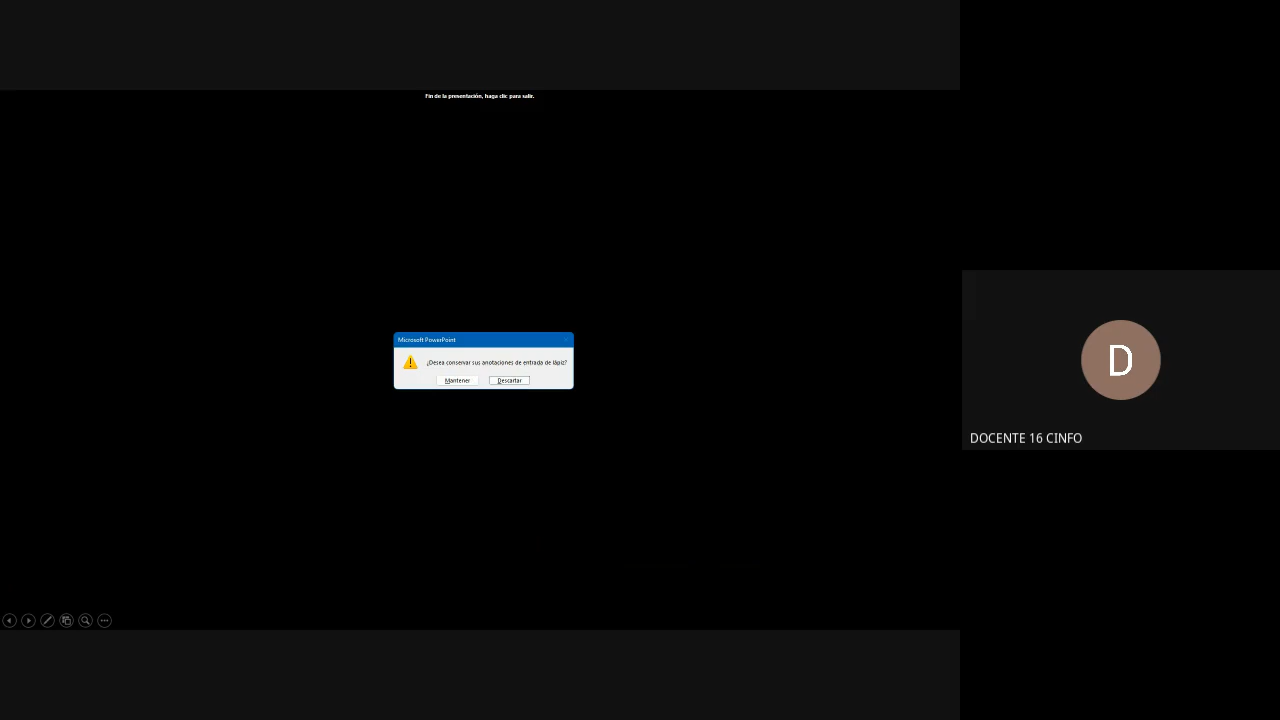 Fin de la presentación, haga clic para salir.
Microsoft PowerPoint
¿Desea conservar sus anotaciones de entrada de lápiz?
Mantener
Descartar
D
DOCENTE 16 CINFO